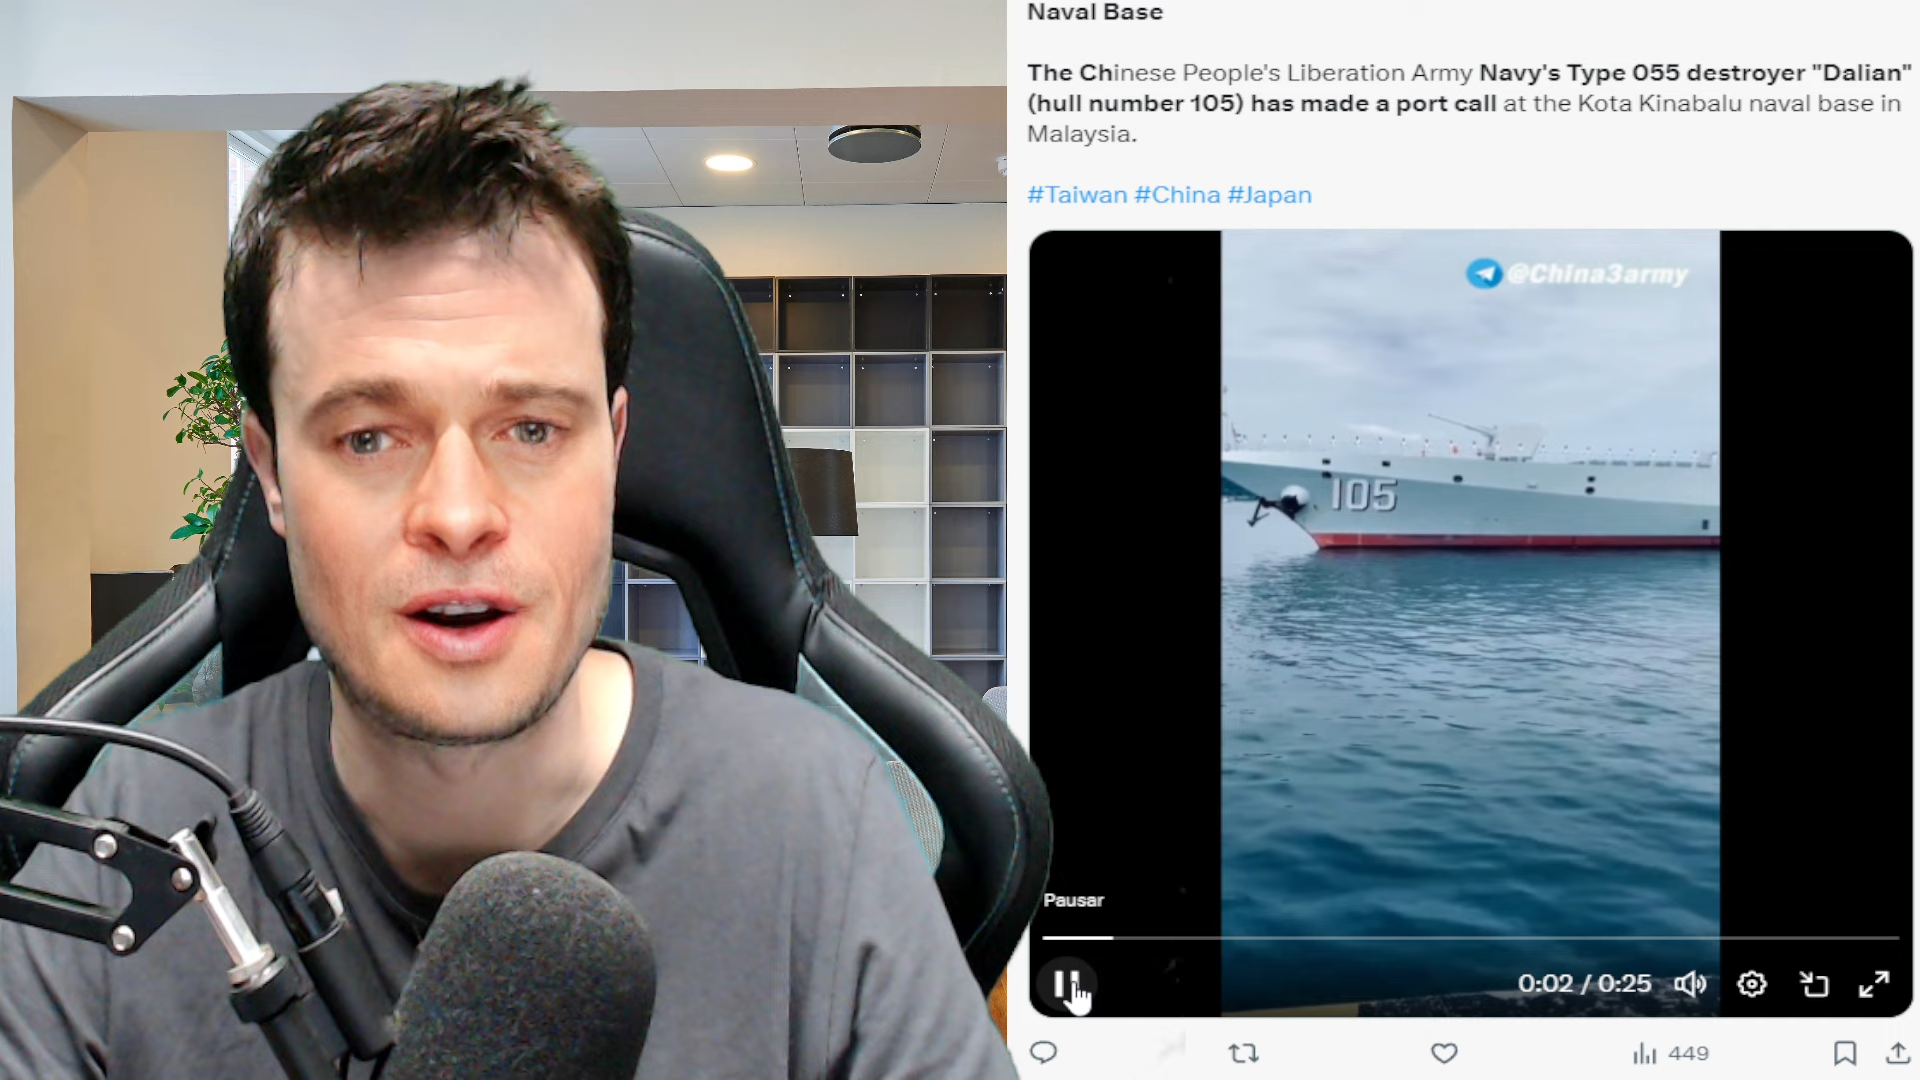 Naval Base
The Chinese People's Liberation Army Navy's Type 055 destroyer "Dalian"
(hull number 105) has made a port call at the Kota Kinabalu naval base in
Malaysia.
#Taiwan #China #Japan
@China3army
105
Pausar
0:02 / 0:25
449